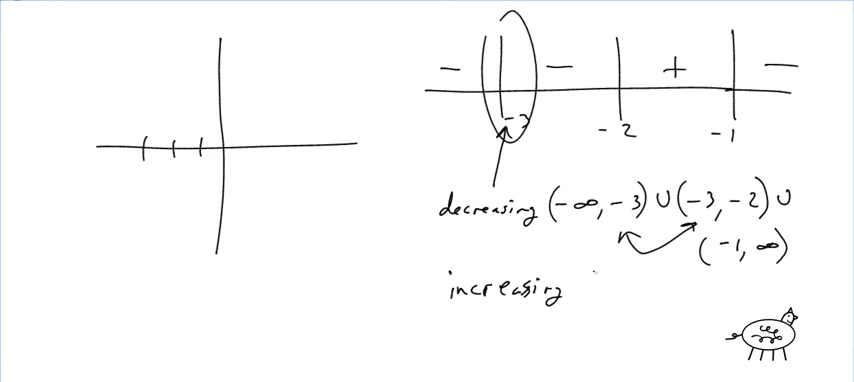 - - + -
-3 -2 -1
decreasing (-∞, -3) ∪ (-3, -2) ∪
(-1, ∞)
increasing